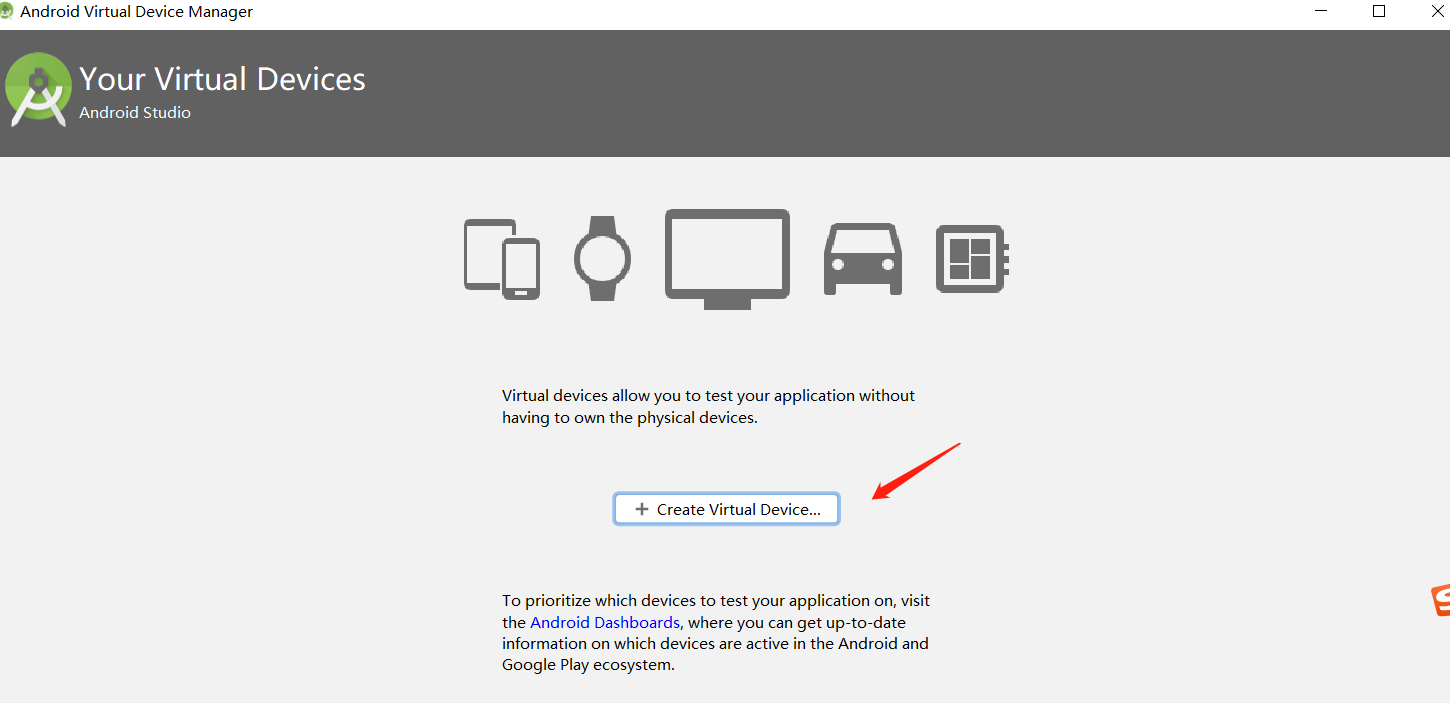 Android Virtual Device Manager
Your Virtual Devices
Android Studio
Virtual devices allow you to test your application without
having to own the physical devices.
+ Create Virtual Device...
To prioritize which devices to test your application on, visit
the Android Dashboards, where you can get up-to-date
information on which devices are active in the Android and
Google Play ecosystem.